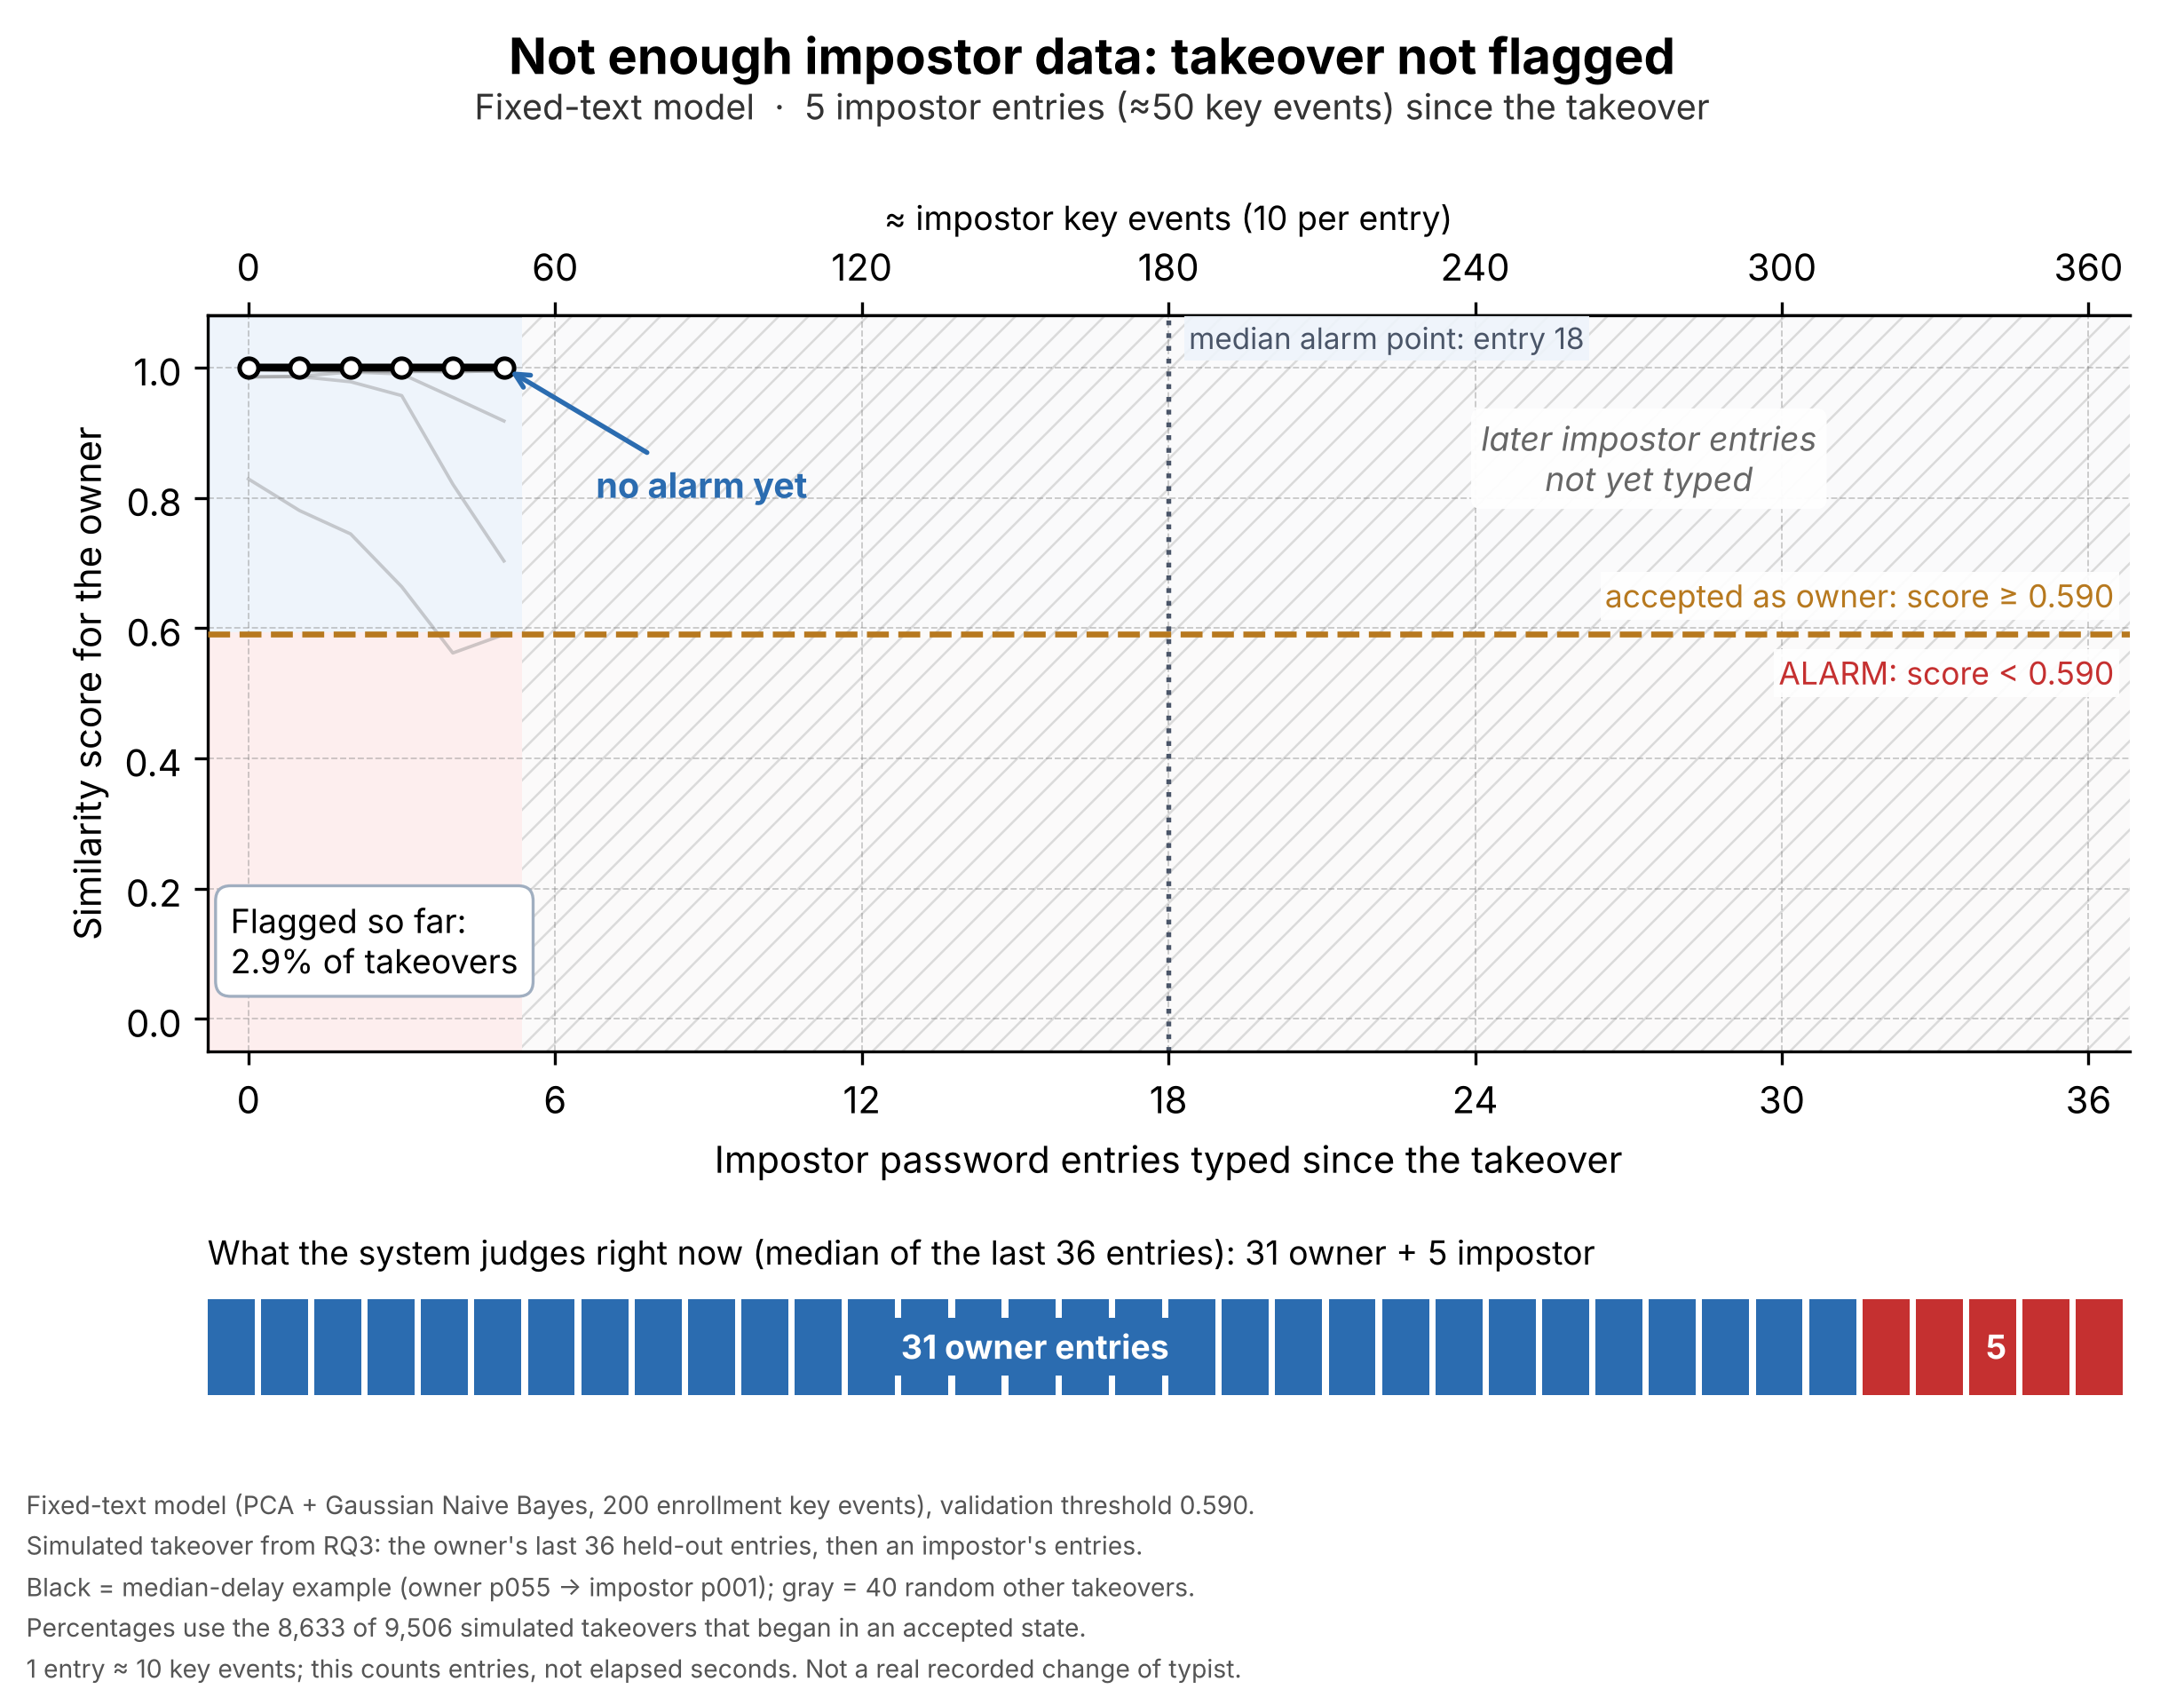 Not enough impostor data: takeover not flagged
Fixed-text model · 5 impostor entries (≈50 key events) since the takeover
≈ impostor key events (10 per entry)
0 60 120 180 240 300 360
median alarm point: entry 18
1.0
later impostor entries
not yet typed
no alarm yet
0.8
accepted as owner: score ≥ 0.590
0.6
ALARM: score < 0.590
Similarity score for the owner
0.4
0.2
Flagged so far:
2.9% of takeovers
0.0
0 6 12 18 24 30 36
Impostor password entries typed since the takeover
What the system judges right now (median of the last 36 entries): 31 owner + 5 impostor
31 owner entries 5
Fixed-text model (PCA + Gaussian Naive Bayes, 200 enrollment key events), validation threshold 0.590.
Simulated takeover from RQ3: the owner's last 36 held-out entries, then an impostor's entries.
Black = median-delay example (owner p055 → impostor p001); gray = 40 random other takeovers.
Percentages use the 8,633 of 9,506 simulated takeovers that began in an accepted state.
1 entry ≈ 10 key events; this counts entries, not elapsed seconds. Not a real recorded change of typist.